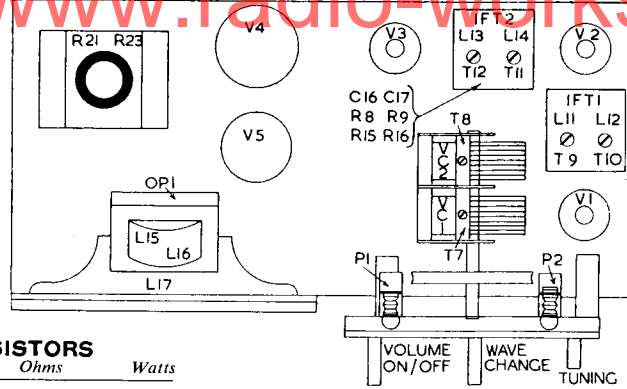 www.radio-works
R21 R23
V4
V3
IFT2
L13 L14
T12 T11
V2
C16 C17
R8 R9
R15 R16
T8
IFT1
L11 L12
T9 T10
V5
VC2
VC1
V1
T7
OP1
L15
L16
L17
P1
P2
VOLUME
ON/OFF
WAVE
CHANGE
TUNING
SISTORS
Ohms Watts